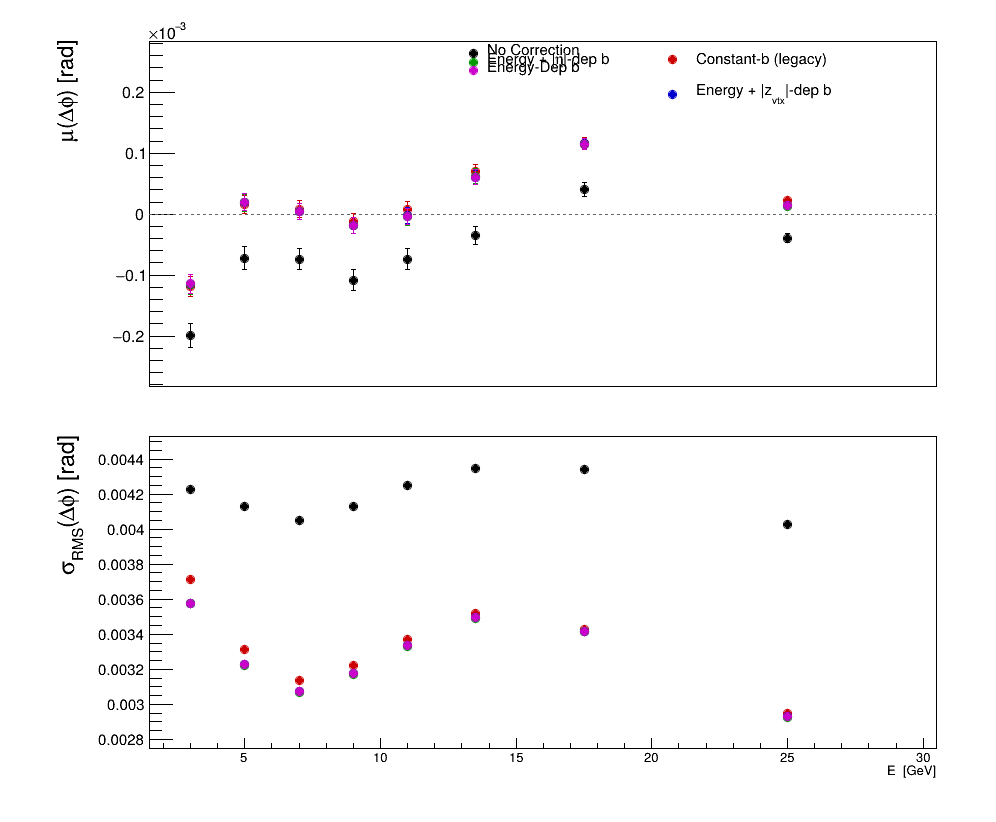 ×10⁻³
μ(Δϕ) [rad]
No Correction
Energy + |η|-dep b
Energy-Dep b
Constant-b (legacy)
Energy + |z_vtx|-dep b
0.2
0.1
0
−0.1
−0.2
σ_RMS(Δϕ) [rad]
0.0044
0.0042
0.004
0.0038
0.0036
0.0034
0.0032
0.003
0.0028
5 10 15 20 25 30
E [GeV]